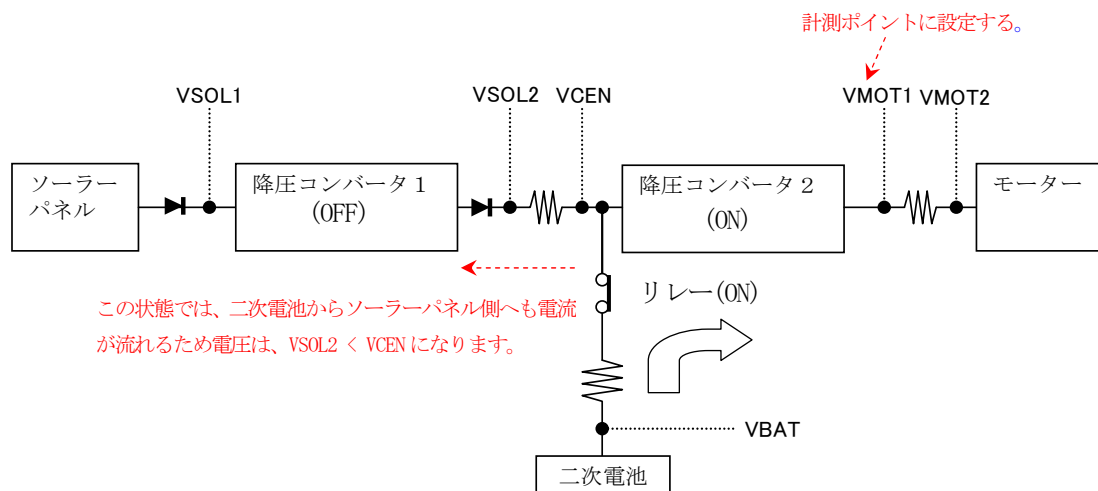 計測ポイントに設定する。
VSOL1
VSOL2
VCEN
VMOT1
VMOT2
ソーラー
パネル
降圧コンバータ1
(OFF)
降圧コンバータ2
(ON)
モーター
この状態では、二次電池からソーラーパネル側へも電流
が流れるため電圧は、VSOL2 < VCEN になります。
リレー(ON)
VBAT
二次電池